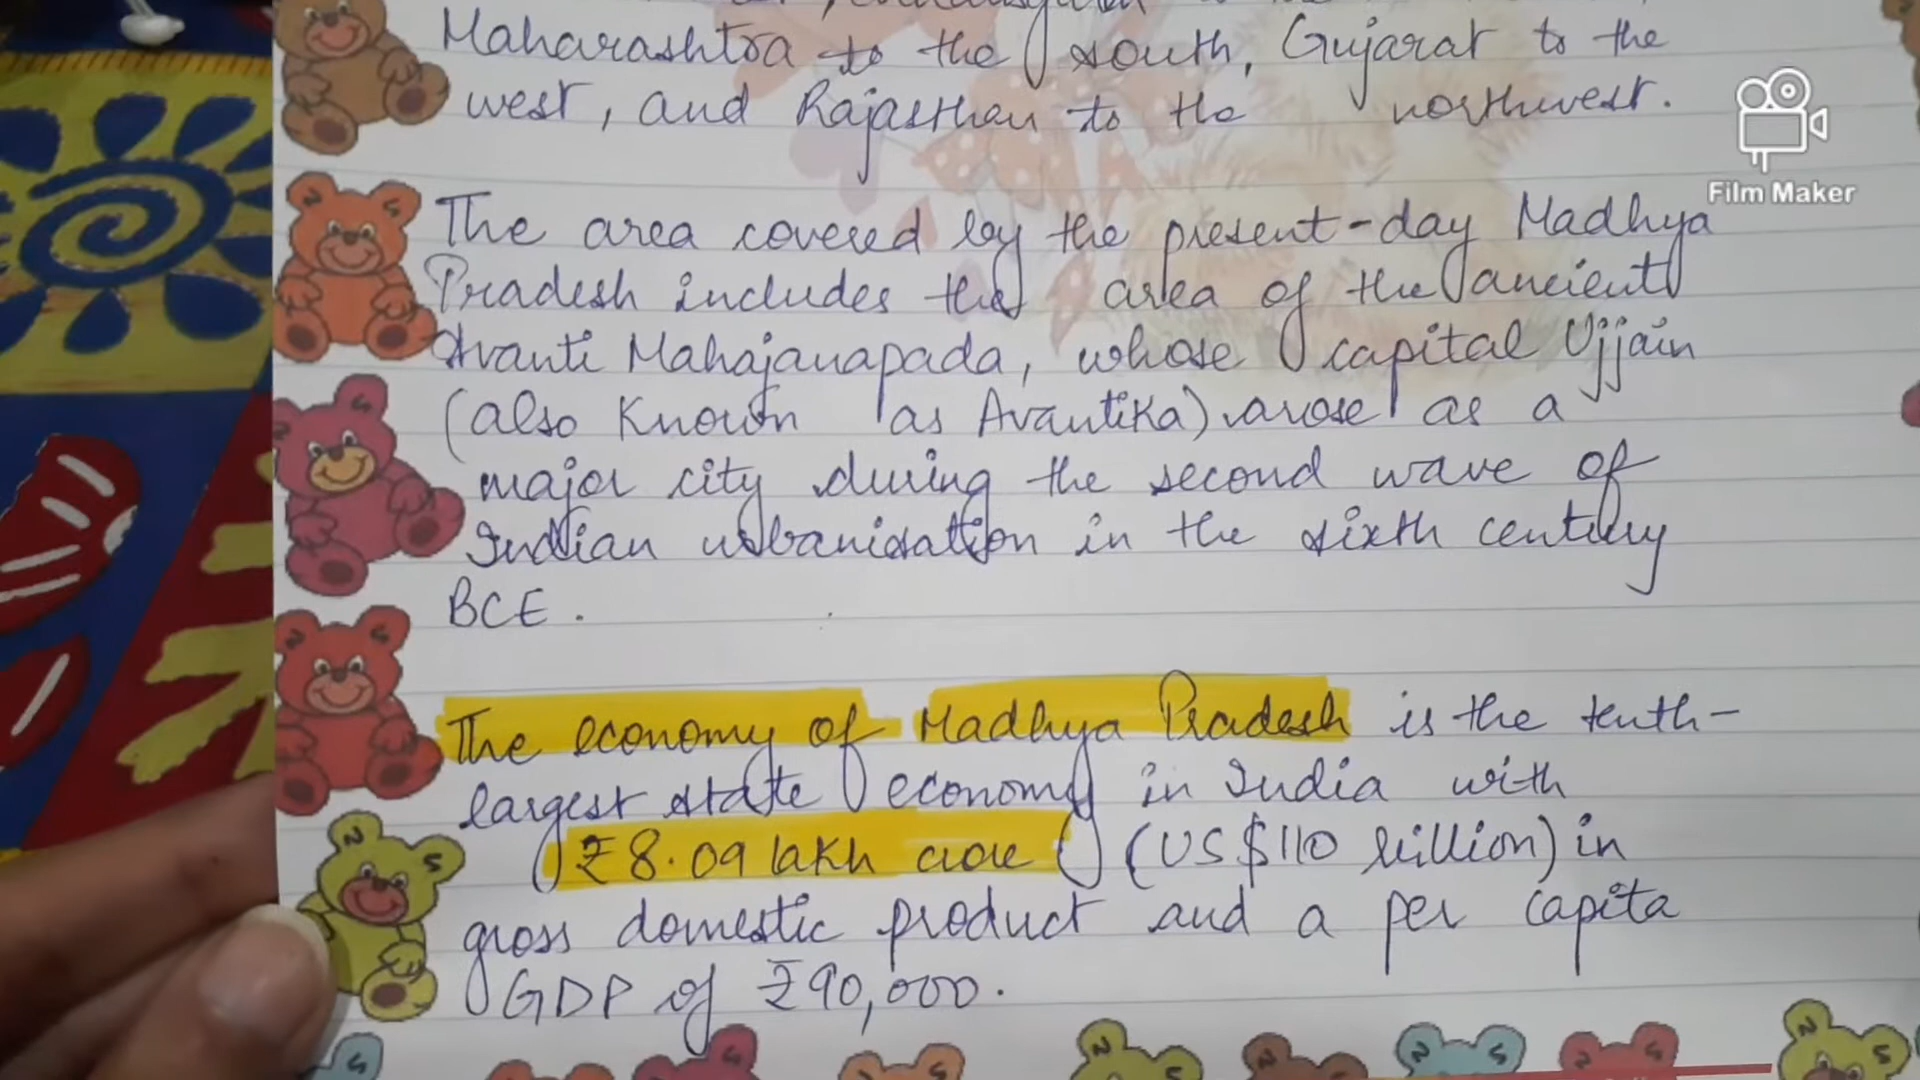 Maharashtra to the south, Gujarat to the
west, and Rajasthan to the northwest.
Film Maker
The area covered by the present-day Madhya
Pradesh includes the area of the ancient
Avanti Mahajanapada, whose capital Ujjain
(also Known as Avantika) arose as a
major city during the second wave of
Indian urbanisation in the sixth century
BCE.
The economy of Madhya Pradesh is the tenth-
largest state economy in India with
₹8.09 lakh crore (US$110 billion) in
gross domestic product and a per capita
GDP of ₹90,000.